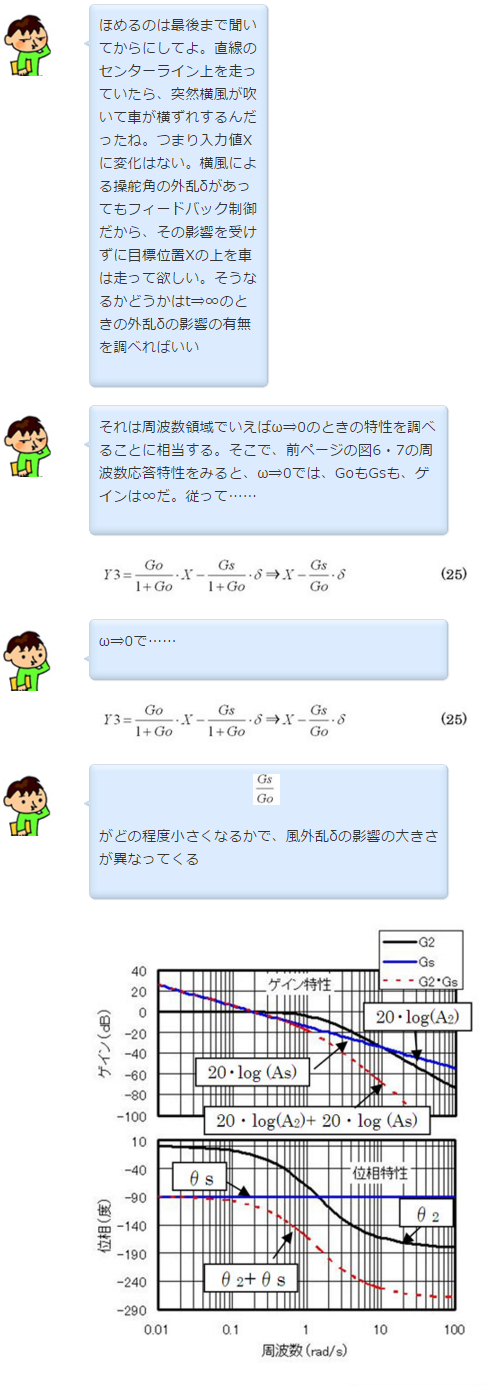 ほめるのは最後まで聞い
てからにしてよ。直線の
センターライン上を走っ
ていたら、突然横風が吹
いて車が横ずれするんだ
ったね。つまり入力値X
に変化はない。横風によ
る操舵角の外乱δがあっ
てもフィードバック制御
だから、その影響を受け
ずに目標位置Xの上を車
は走って欲しい。そうな
るかどうかはt⇒∞のと
きの外乱δの影響の有無
を調べればいい
それは周波数領域でいえばω⇒0のときの特性を調べ
ることに相当する。そこで、前ページの図6・7の周
波数応答特性をみると、ω⇒0では、GoもGsも、ゲ
インは∞だ。従って……
Y3 = Go/(1+Go)・X − Gs/(1+Go)・δ ⇒ X − Gs/Go・δ (25)
ω⇒0で……
Y3 = Go/(1+Go)・X − Gs/(1+Go)・δ ⇒ X − Gs/Go・δ (25)
Gs/Go
がどの程度小さくなるかで、風外乱δの影響の大きさ
が異なってくる
G2
Gs
G2・Gs
ゲイン特性
ゲイン(dB)
40
20
0
−20
−40
−60
−80
−100
20・log(A2)
20・log (As)
20・log(A2)+ 20・log (As)
位相特性
位相(度)
10
−40
−90
−140
−190
−240
−290
θs
θ2
θ2+θs
0.01 0.1 1 10 100
周波数(rad/s)